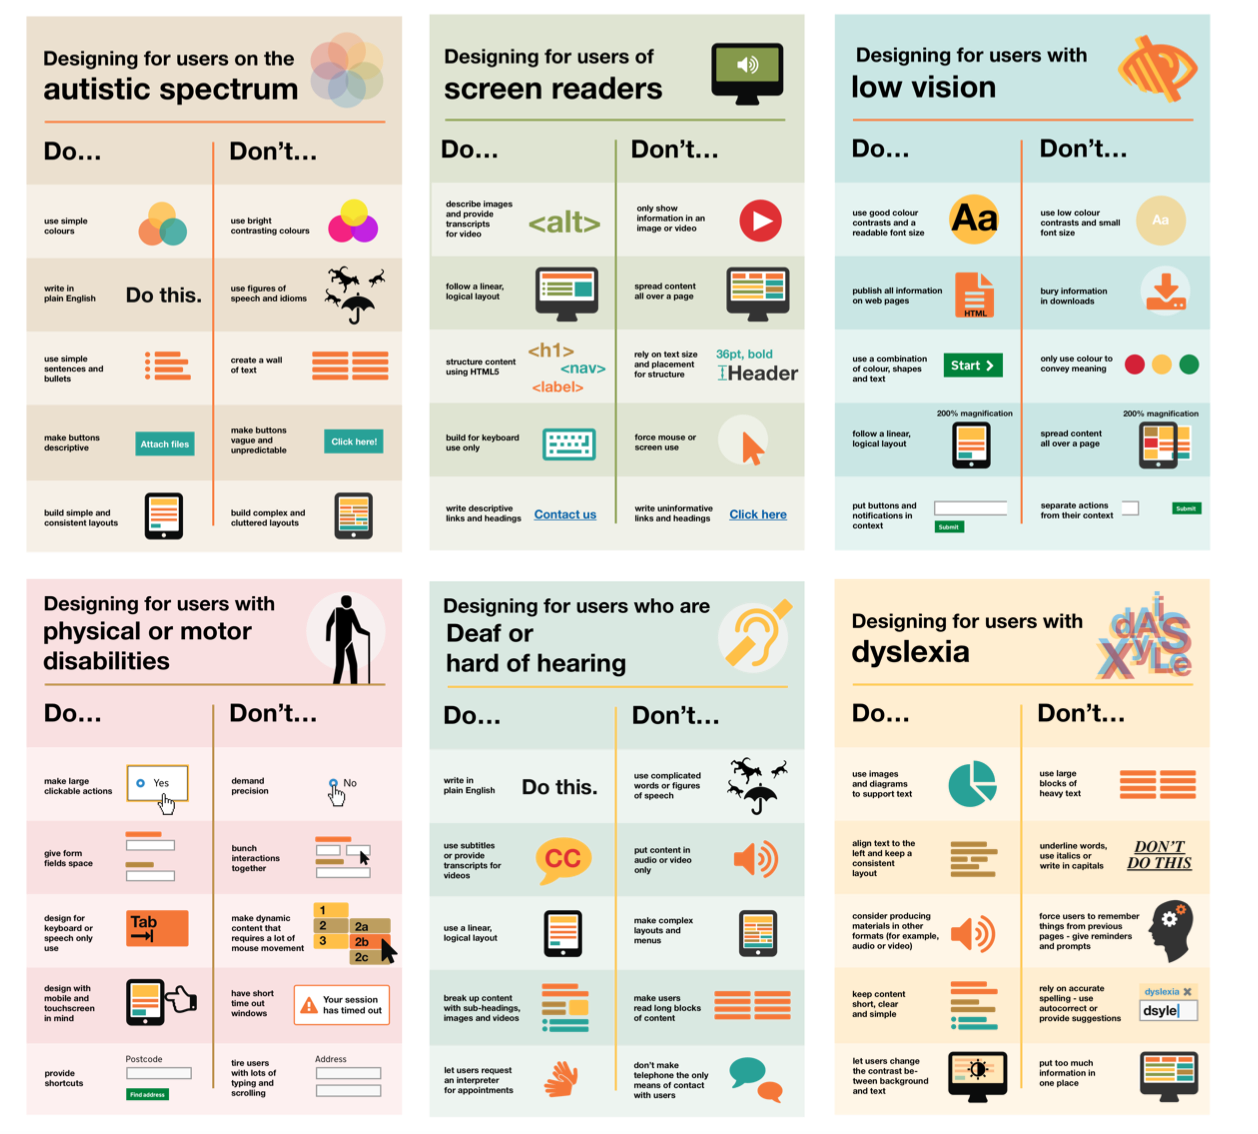 Designing for users on the
autistic spectrum
Do...
Don't...
use simple
colours
use bright
contrasting colours
write in
plain English
Do this.
use figures of
speech and idioms
use simple
sentences and
bullets
create a wall
of text
make buttons
descriptive
Attach files
make buttons
vague and
unpredictable
Click here!
build simple and
consistent layouts
build complex and
cluttered layouts
Designing for users of
screen readers
Do...
Don't...
describe images
and provide
transcripts
for video
<alt>
only show
information in an
image or video
follow a linear,
logical layout
spread content
all over a page
structure content
using HTML5
<h1>
<nav>
<label>
rely on text size
and placement
for structure
36pt, bold
Header
build for keyboard
use only
force mouse or
screen use
write descriptive
links and headings
Contact us
write uninformative
links and headings
Click here
Designing for users with
low vision
Do...
Don't...
use good colour
contrasts and a
readable font size
Aa
use low colour
contrasts and small
font size
Aa
publish all information
on web pages
HTML
bury information
in downloads
use a combination
of colour, shapes
and text
Start >
only use colour to
convey meaning
follow a linear,
logical layout
200% magnification
spread content
all over a page
200% magnification
put buttons and
notifications in
context
Submit
separate actions
from their context
Submit
Designing for users with
physical or motor
disabilities
Do...
Don't...
make large
clickable actions
Yes
demand
precision
No
give form
fields space
bunch
interactions
together
design for
keyboard or
speech only
use
Tab
make dynamic
content that
requires a lot of
mouse movement
1
2
3
2a
2b
2c
design with
mobile and
touchscreen
in mind
have short
time out
windows
Your session
has timed out
provide
shortcuts
Postcode
Find address
tire users
with lots of
typing and
scrolling
Address
Designing for users who are
Deaf or
hard of hearing
Do...
Don't...
write in
plain English
Do this.
use complicated
words or figures
of speech
use subtitles
or provide
transcripts for
videos
CC
put content in
audio or video
only
use a linear,
logical layout
make complex
layouts and
menus
break up content
with sub-headings,
images and videos
make users
read long blocks
of content
let users request
an interpreter
for appointments
don't make
telephone the only
means of contact
with users
Designing for users with
dyslexia
dyslexia
Do...
Don't...
use images
and diagrams
to support text
use large
blocks of
heavy text
align text to the
left and keep a
consistent
layout
underline words,
use italics or
write in capitals
DON'T
DO THIS
consider producing
materials in other
formats (for example,
audio or video)
force users to remember
things from previous
pages - give reminders
and prompts
keep content
short, clear
and simple
rely on accurate
spelling - use
autocorrect or
provide suggestions
dyslexia X
dsyle
let users change
the contrast be-
tween background
and text
put too much
information in
one place